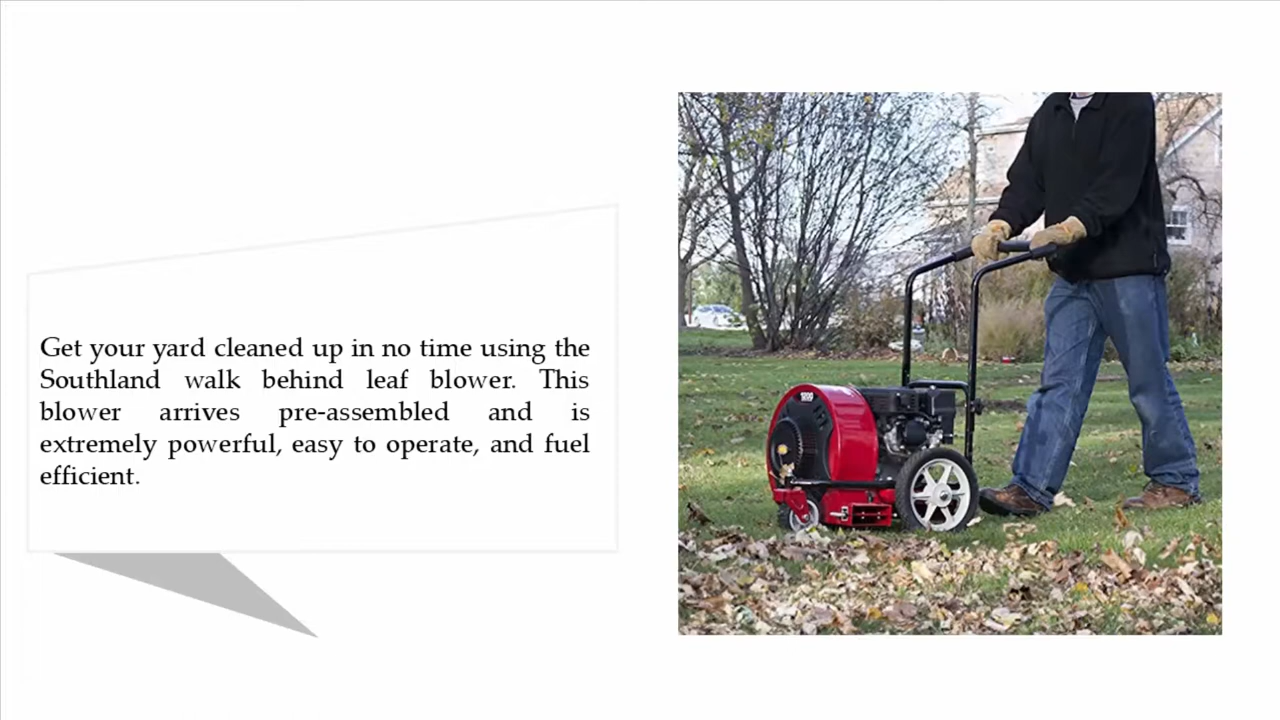 Get your yard cleaned up in no time using the
Southland walk behind leaf blower. This
blower arrives pre-assembled and is
extremely powerful, easy to operate, and fuel
efficient.